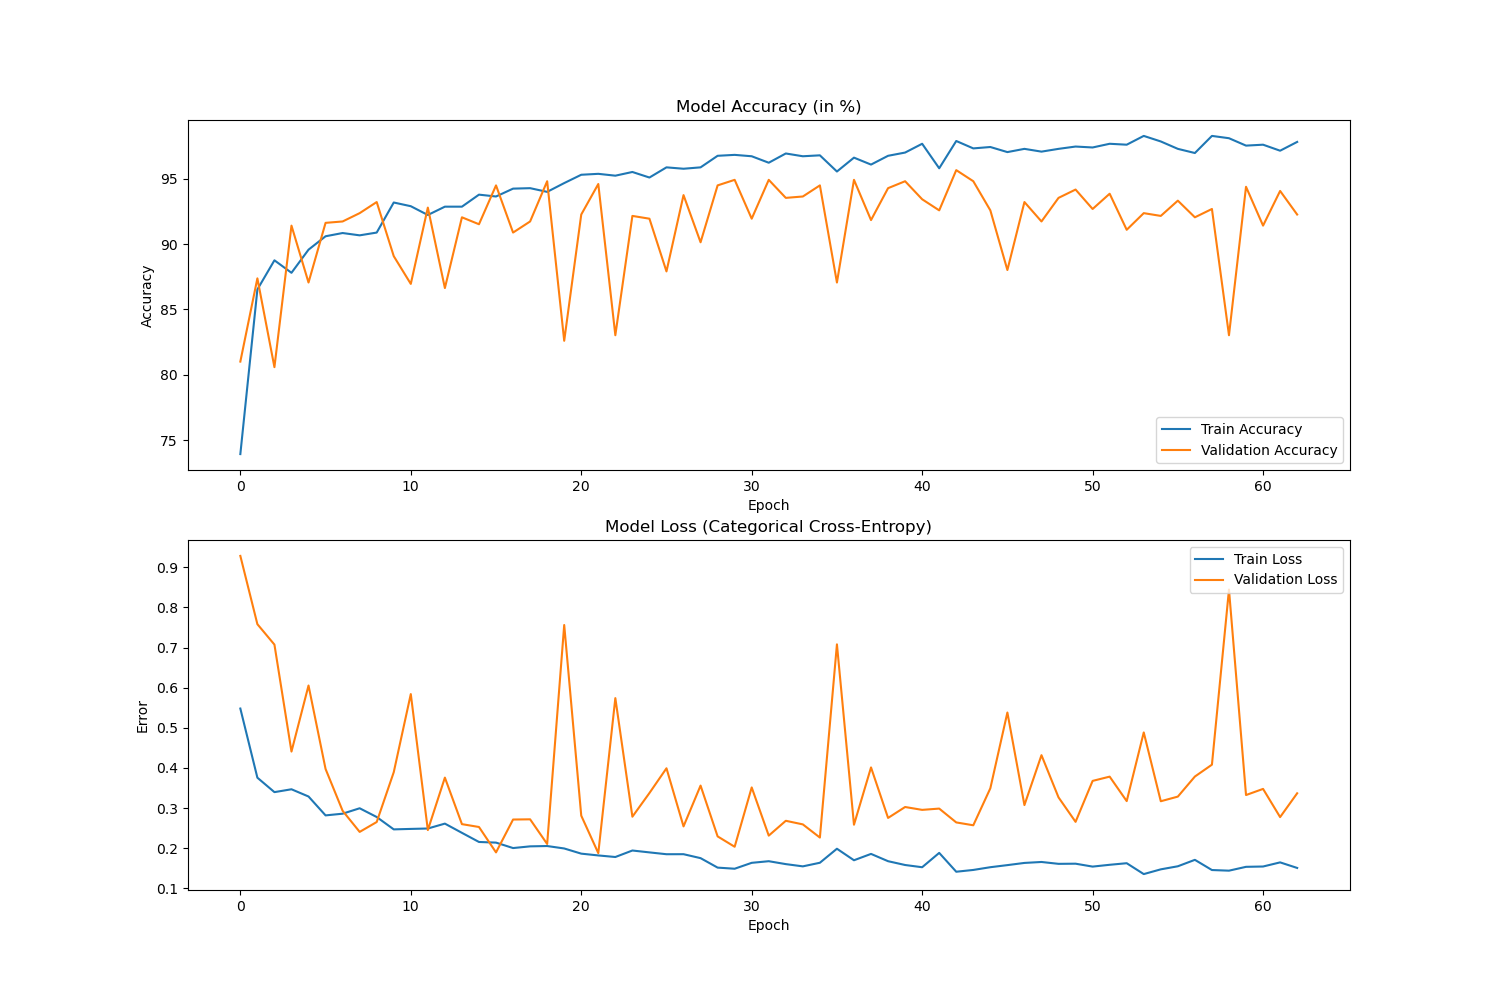 Model Accuracy (in %)
95
90
85
80
75
Accuracy
Train Accuracy
Validation Accuracy
0 10 20 30 40 50 60
Epoch
Model Loss (Categorical Cross-Entropy)
0.9
0.8
0.7
0.6
0.5
0.4
0.3
0.2
0.1
Error
Train Loss
Validation Loss
0 10 20 30 40 50 60
Epoch